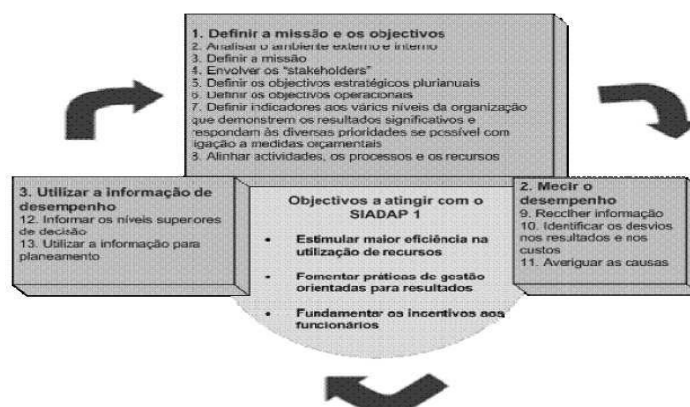 1. Definir a missão e os objectivos
2. Analisar o ambiente externo e interno
3. Definir a missão
4. Envolver os “stakeholders”
5. Definir os objectivos estratégicos plurianuais
6. Definir os objectivos operacionais
7. Definir indicadores aos vários níveis da organização
que demonstrem os resultados significativos e
respondam às diversas prioridades se possível com
ligação a medidas orçamentais
8. Alinhar actividades, os processos e os recursos
3. Utilizar a informação de
desempenho
12. Informar os níveis superiores
de decisão
13. Utilizar a informação para
planeamento
Objectivos a atingir com o
SIADAP 1
• Estimular maior eficiência na
utilização de recursos
• Fomentar práticas de gestão
orientadas para resultados
• Fundamentar os incentivos aos
funcionários
2. Medir o
desempenho
9. Recolher informação
10. Identificar os desvios
nos resultados e nos
custos
11. Averiguar as causas